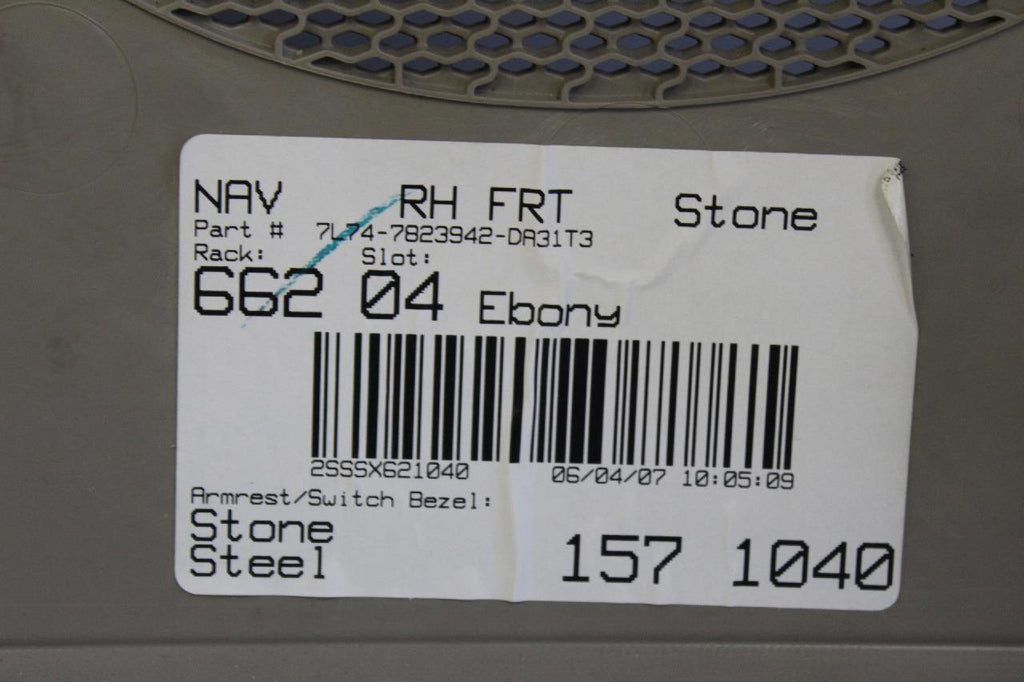 NAV RH FRT Stone
Part # 7L74-7823942-DA31T3
Rack: Slot:
662 04 Ebony
2SSSX621040 06/04/07 10:05:09
Armrest/Switch Bezel:
Stone
Steel 157 1040